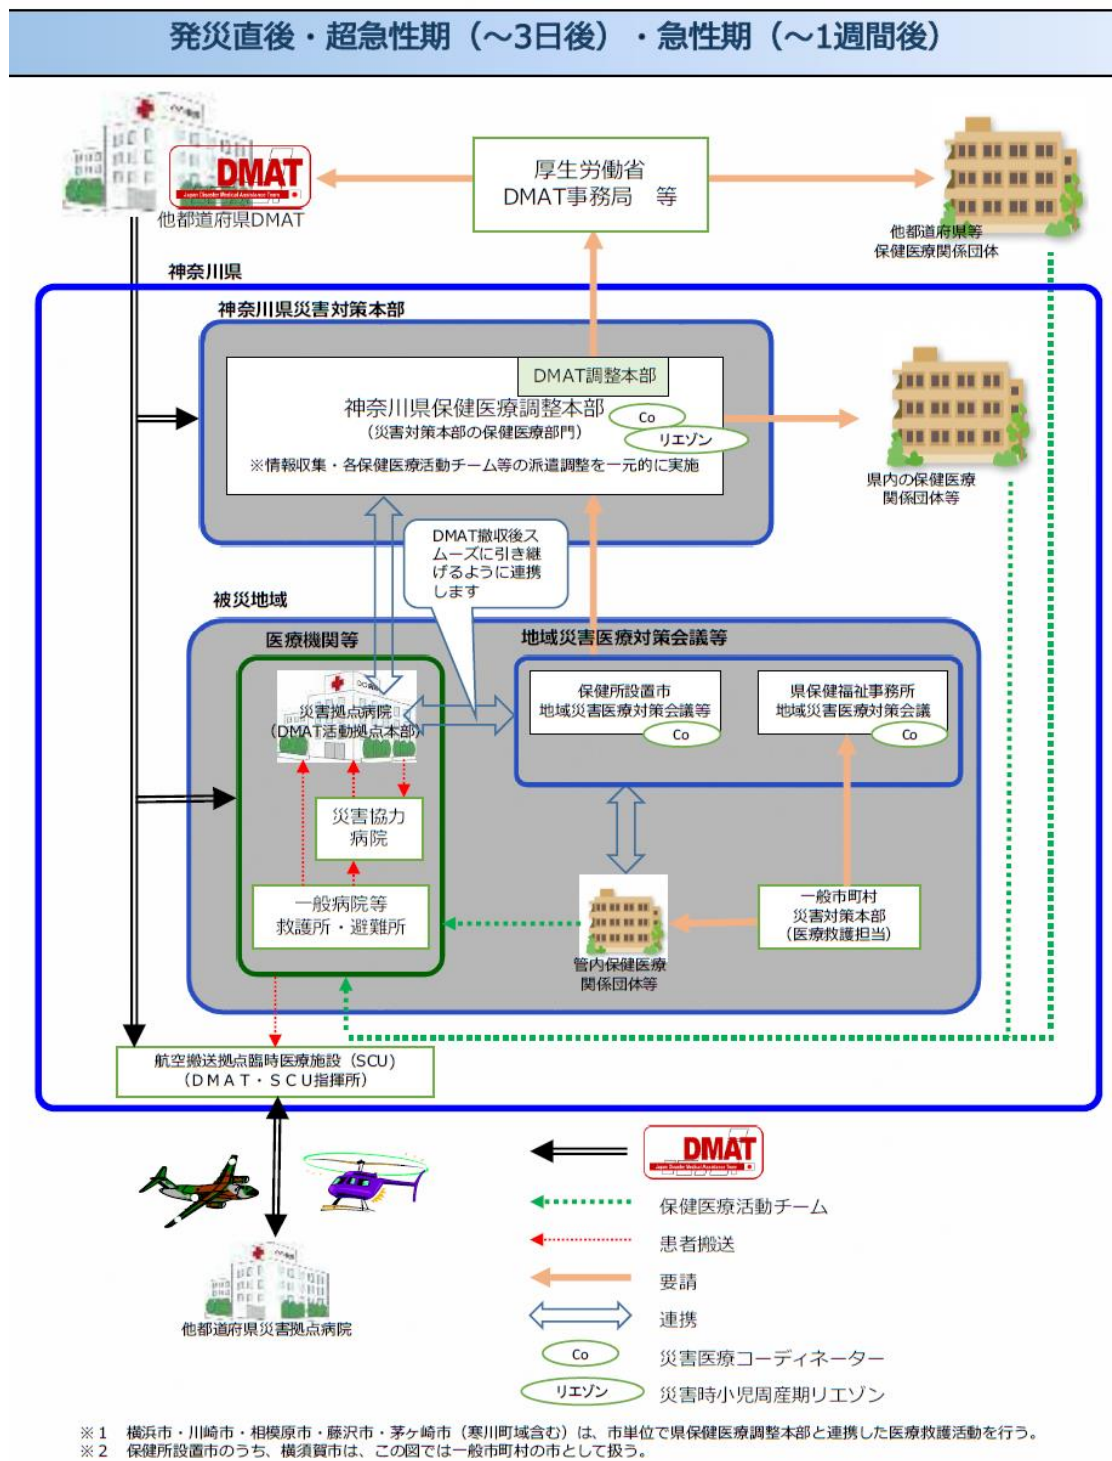 発災直後・超急性期（～3日後）・急性期（～1週間後）
DMAT
Japan Disaster Medical Assistance Team
他都道府県DMAT
厚生労働省
DMAT事務局　等
他都道府県等
保健医療関係団体
神奈川県
神奈川県災害対策本部
DMAT調整本部
神奈川県保健医療調整本部
（災害対策本部の保健医療部門）
Co
リエゾン
※情報収集・各保健医療活動チーム等の派遣調整を一元的に実施
県内の保健医療
関係団体等
DMAT撤収後ス
ムーズに引き継
げるように連携
します
被災地域
医療機関等
災害拠点病院
（DMAT活動拠点本部）
災害協力
病院
一般病院等
救護所・避難所
地域災害医療対策会議等
保健所設置市
地域災害医療対策会議等
Co
県保健福祉事務所
地域災害医療対策会議
Co
管内保健医療
関係団体等
一般市町村
災害対策本部
（医療救護担当）
航空搬送拠点臨時医療施設（SCU）
（ＤＭＡＴ・ＳＣＵ指揮所）
他都道府県災害拠点病院
DMAT
Japan Disaster Medical Assistance Team
保健医療活動チーム
患者搬送
要請
連携
Co 災害医療コーディネーター
リエゾン 災害時小児周産期リエゾン
※１　横浜市・川崎市・相模原市・藤沢市・茅ヶ崎市（寒川町域含む）は、市単位で県保健医療調整本部と連携した医療救護活動を行う。
※２　保健所設置市のうち、横須賀市は、この図では一般市町村の市として扱う。